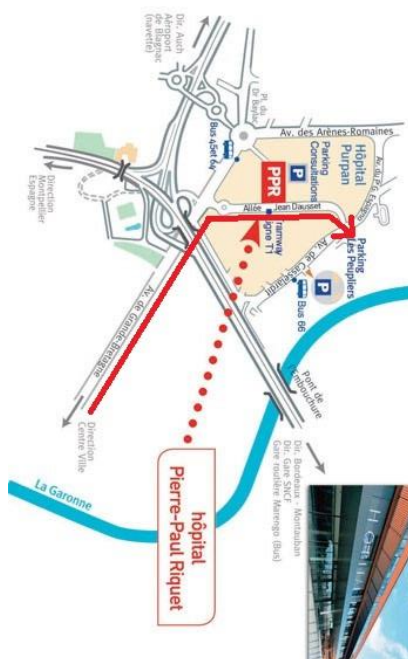 Dir. Auch
Aéroport
de Blagnac
(navette)
Pl. du
Dr Baylac
Av. des Arènes-Romaines
Bus 45et 64
Hôpital
Purpan
Parking
Consultations
P
PPR
Allée Jean Dausset
Tramway
ligne T1
Parking
Les Peupliers
P
Av. de Casselardit
Bus 66
Direction
Montpellier
Espagne
Av. de Grande-Bretagne
Direction
Centre Ville
Pont de
l'Embouchure
Dir. Bordeaux - Montauban
Dir. Gare SNCF
Gare routière Marengo (Bus)
La Garonne
hôpital
Pierre-Paul Riquet